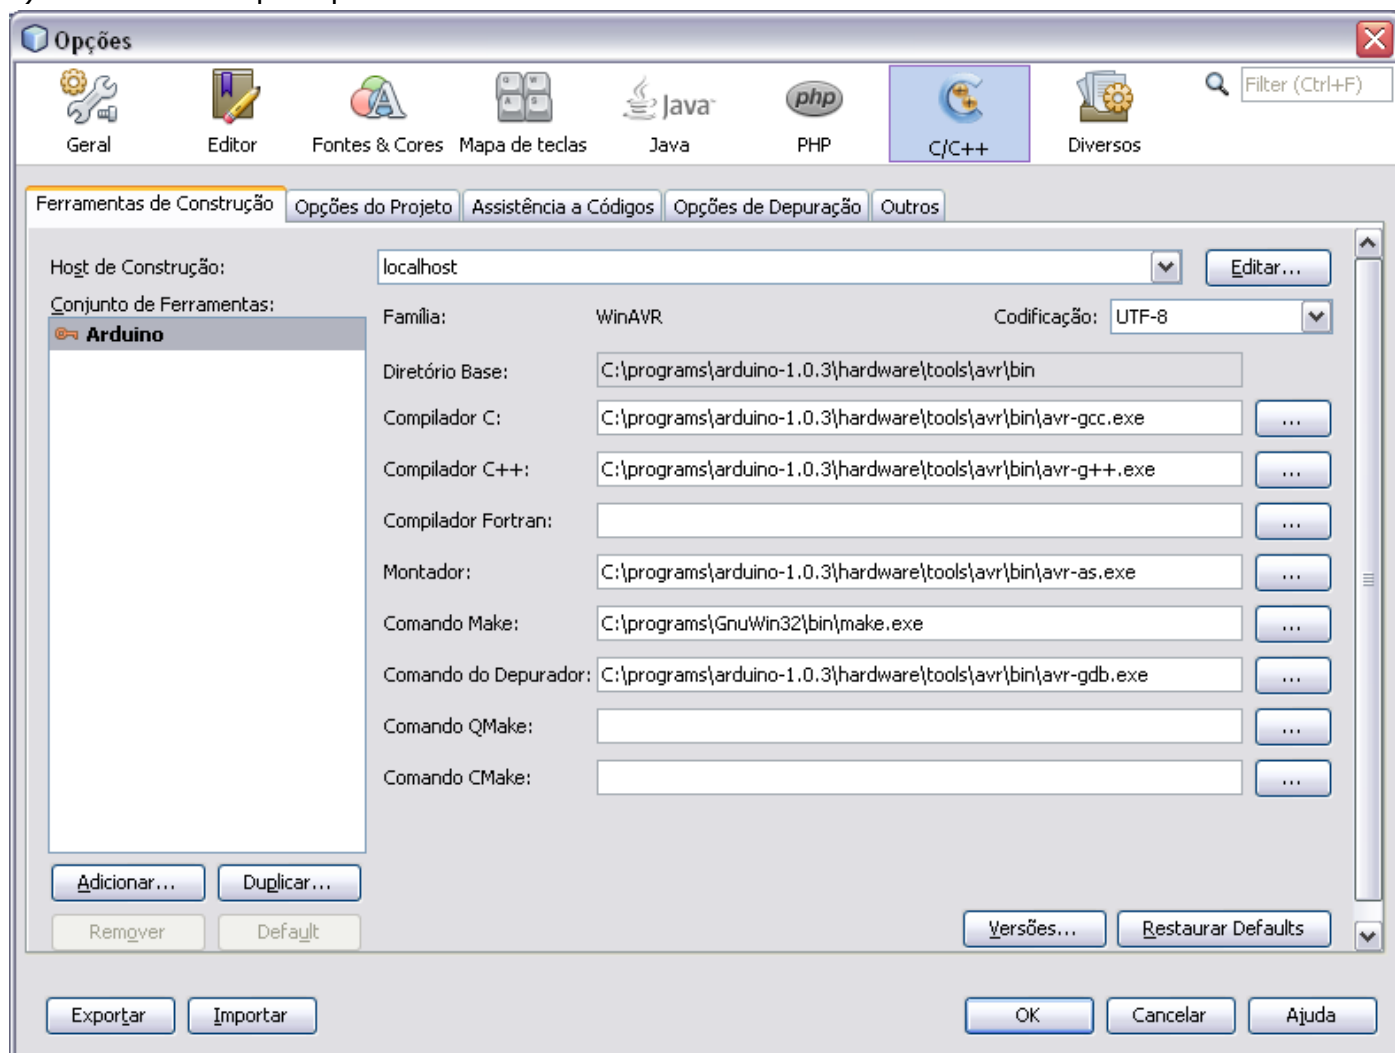 Opções
Filter (Ctrl+F)
Geral Editor Fontes & Cores Mapa de teclas Java PHP C/C++ Diversos
Ferramentas de Construção Opções do Projeto Assistência a Códigos Opções de Depuração Outros
Host de Construção: localhost Editar...
Conjunto de Ferramentas:
Arduino
Família: WinAVR Codificação: UTF-8
Diretório Base: C:\programs\arduino-1.0.3\hardware\tools\avr\bin
Compilador C: C:\programs\arduino-1.0.3\hardware\tools\avr\bin\avr-gcc.exe ...
Compilador C++: C:\programs\arduino-1.0.3\hardware\tools\avr\bin\avr-g++.exe ...
Compilador Fortran: ...
Montador: C:\programs\arduino-1.0.3\hardware\tools\avr\bin\avr-as.exe ...
Comando Make: C:\programs\GnuWin32\bin\make.exe ...
Comando do Depurador: C:\programs\arduino-1.0.3\hardware\tools\avr\bin\avr-gdb.exe ...
Comando QMake: ...
Comando CMake: ...
Adicionar... Duplicar...
Remover Default
Versões... Restaurar Defaults
Exportar Importar OK Cancelar Ajuda